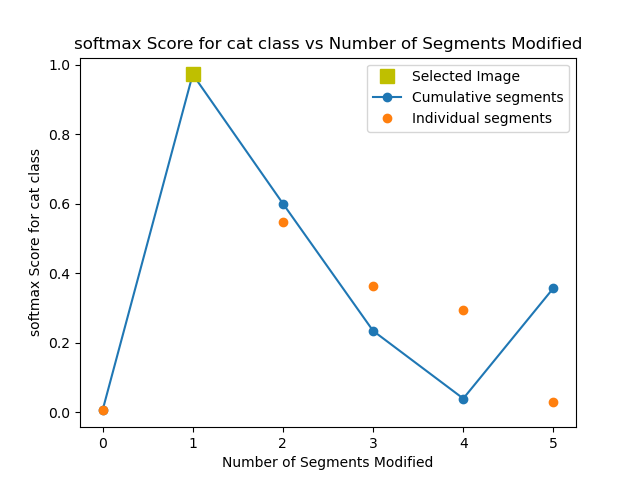 softmax Score for cat class vs Number of Segments Modified
Selected Image
Cumulative segments
Individual segments
softmax Score for cat class
1.0
0.8
0.6
0.4
0.2
0.0
0 1 2 3 4 5
Number of Segments Modified